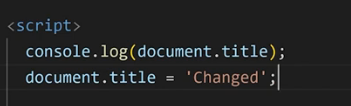 <script>
console.log(document.title);
document.title = 'Changed';